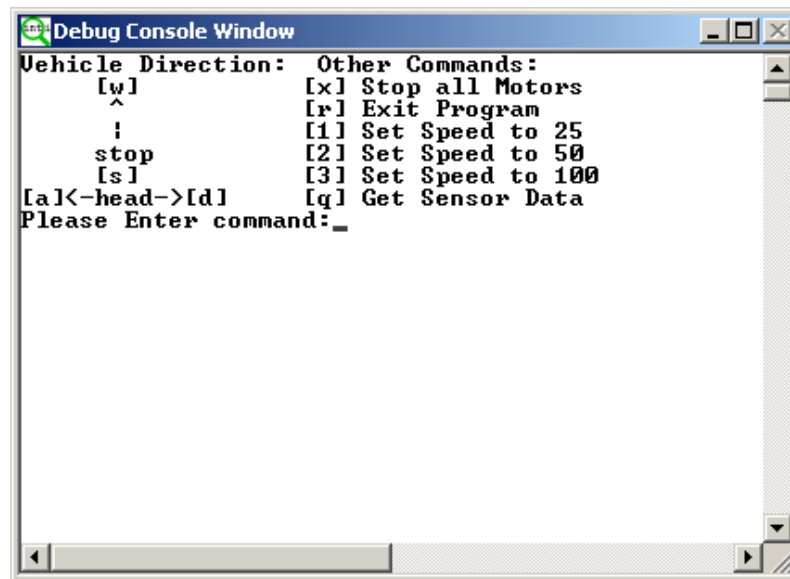 Debug Console Window
Vehicle Direction:  Other Commands:
      [w]           [x] Stop all Motors
       ^            [r] Exit Program
       ¦            [1] Set Speed to 25
     stop           [2] Set Speed to 50
      [s]           [3] Set Speed to 100
[a]<-head->[d]      [q] Get Sensor Data
Please Enter command:_